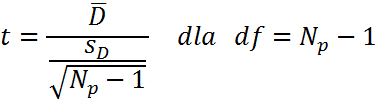 t = D̅ / (s_D / √(N_p − 1)) dla df = N_p − 1